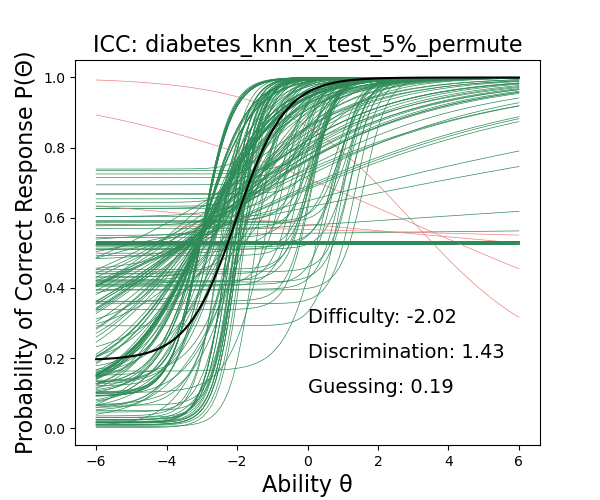 ICC: diabetes_knn_x_test_5%_permute
Probability of Correct Response P(Θ)
1.0
0.8
0.6
0.4
0.2
0.0
Difficulty: -2.02
Discrimination: 1.43
Guessing: 0.19
−6 −4 −2 0 2 4 6
Ability θ